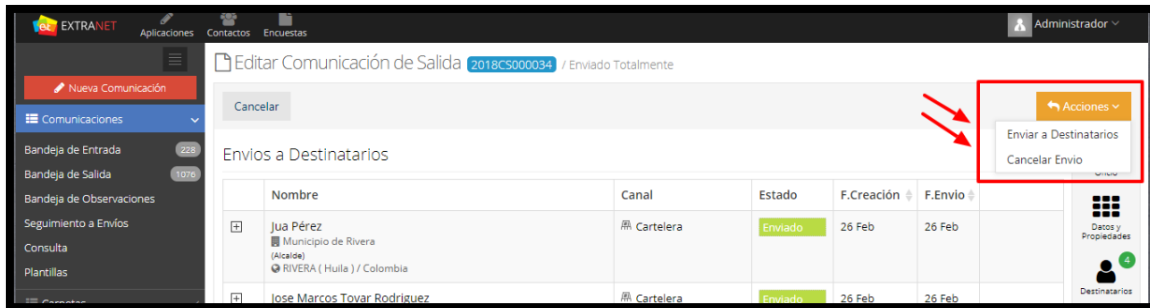 EXTRANET
Aplicaciones Contactos Encuestas
Administrador
Nueva Comunicación
Comunicaciones
Bandeja de Entrada 228
Bandeja de Salida 1076
Bandeja de Observaciones
Seguimiento a Envíos
Consulta
Plantillas
Carpetas
Editar Comunicación de Salida 2018CS000034 / Enviado Totalmente
Cancelar
Acciones
Enviar a Destinatarios
Cancelar Envio
Envios a Destinatarios
Nombre Canal Estado F.Creación F.Envio
Jua Pérez Cartelera Enviado 26 Feb 26 Feb
Municipio de Rivera
(Alcalde)
RIVERA ( Huila ) / Colombia
Jose Marcos Tovar Rodriguez Cartelera Enviado 26 Feb 26 Feb
Datos y
Propiedades
4
Destinatarios